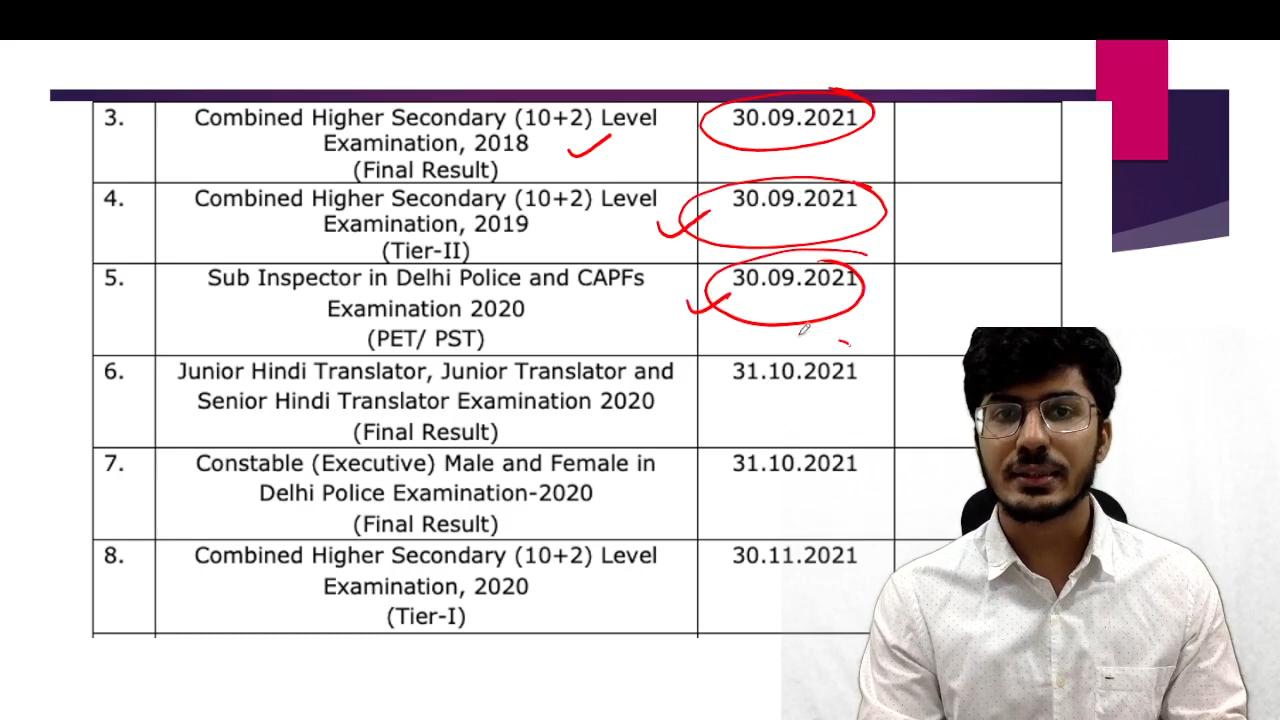 3. Combined Higher Secondary (10+2) Level 30.09.2021
Examination, 2018
(Final Result)
4. Combined Higher Secondary (10+2) Level 30.09.2021
Examination, 2019
(Tier-II)
5. Sub Inspector in Delhi Police and CAPFs 30.09.2021
Examination 2020
(PET/ PST)
6. Junior Hindi Translator, Junior Translator and 31.10.2021
Senior Hindi Translator Examination 2020
(Final Result)
7. Constable (Executive) Male and Female in 31.10.2021
Delhi Police Examination-2020
(Final Result)
8. Combined Higher Secondary (10+2) Level 30.11.2021
Examination, 2020
(Tier-I)